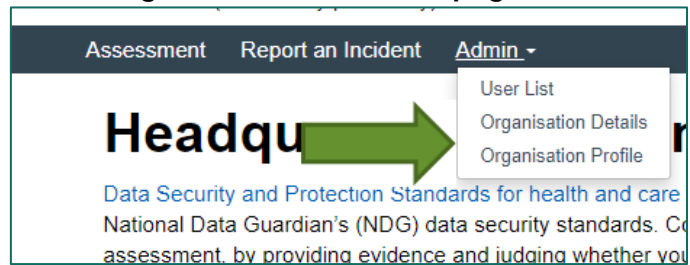 Assessment Report an Incident Admin
User List
Organisation Details
Organisation Profile
Headqu
Data Security and Protection Standards for health and care
National Data Guardian's (NDG) data security standards. Co
assessment, by providing evidence and judging whether you